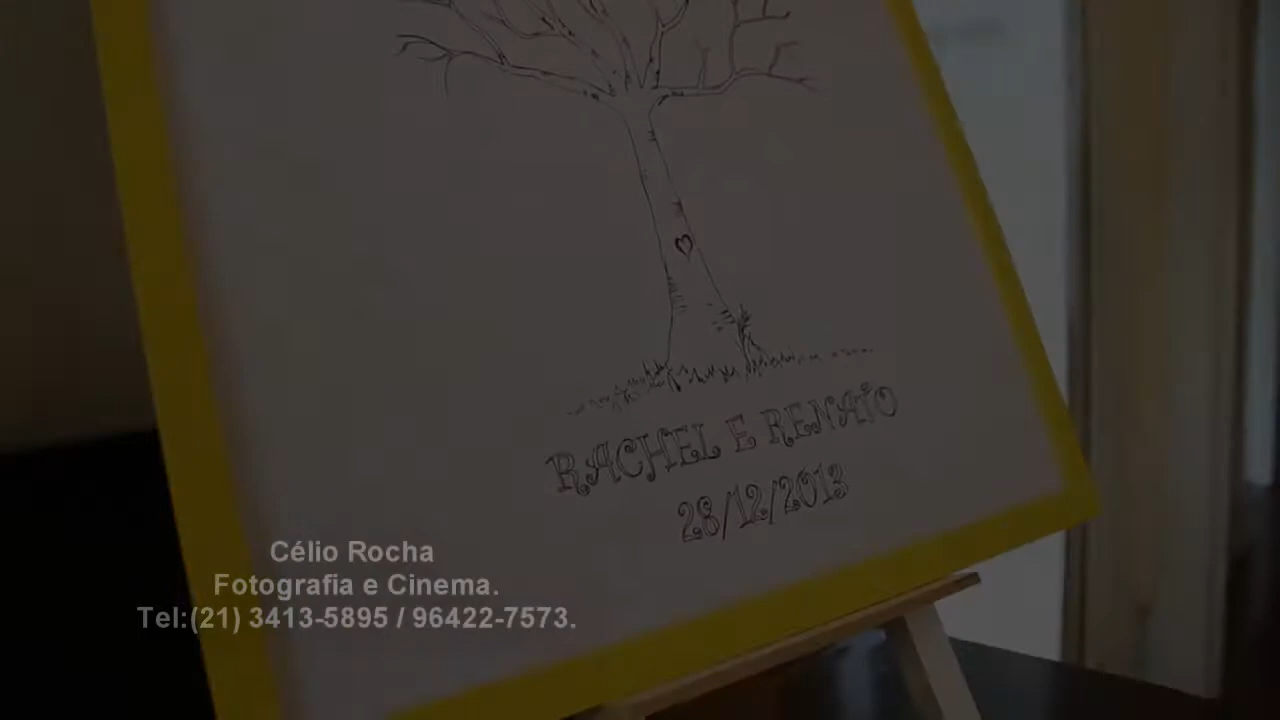 RACHEL E RENATO
28/12/2013
Célio Rocha
Fotografia e Cinema.
Tel:(21) 3413-5895 / 96422-7573.